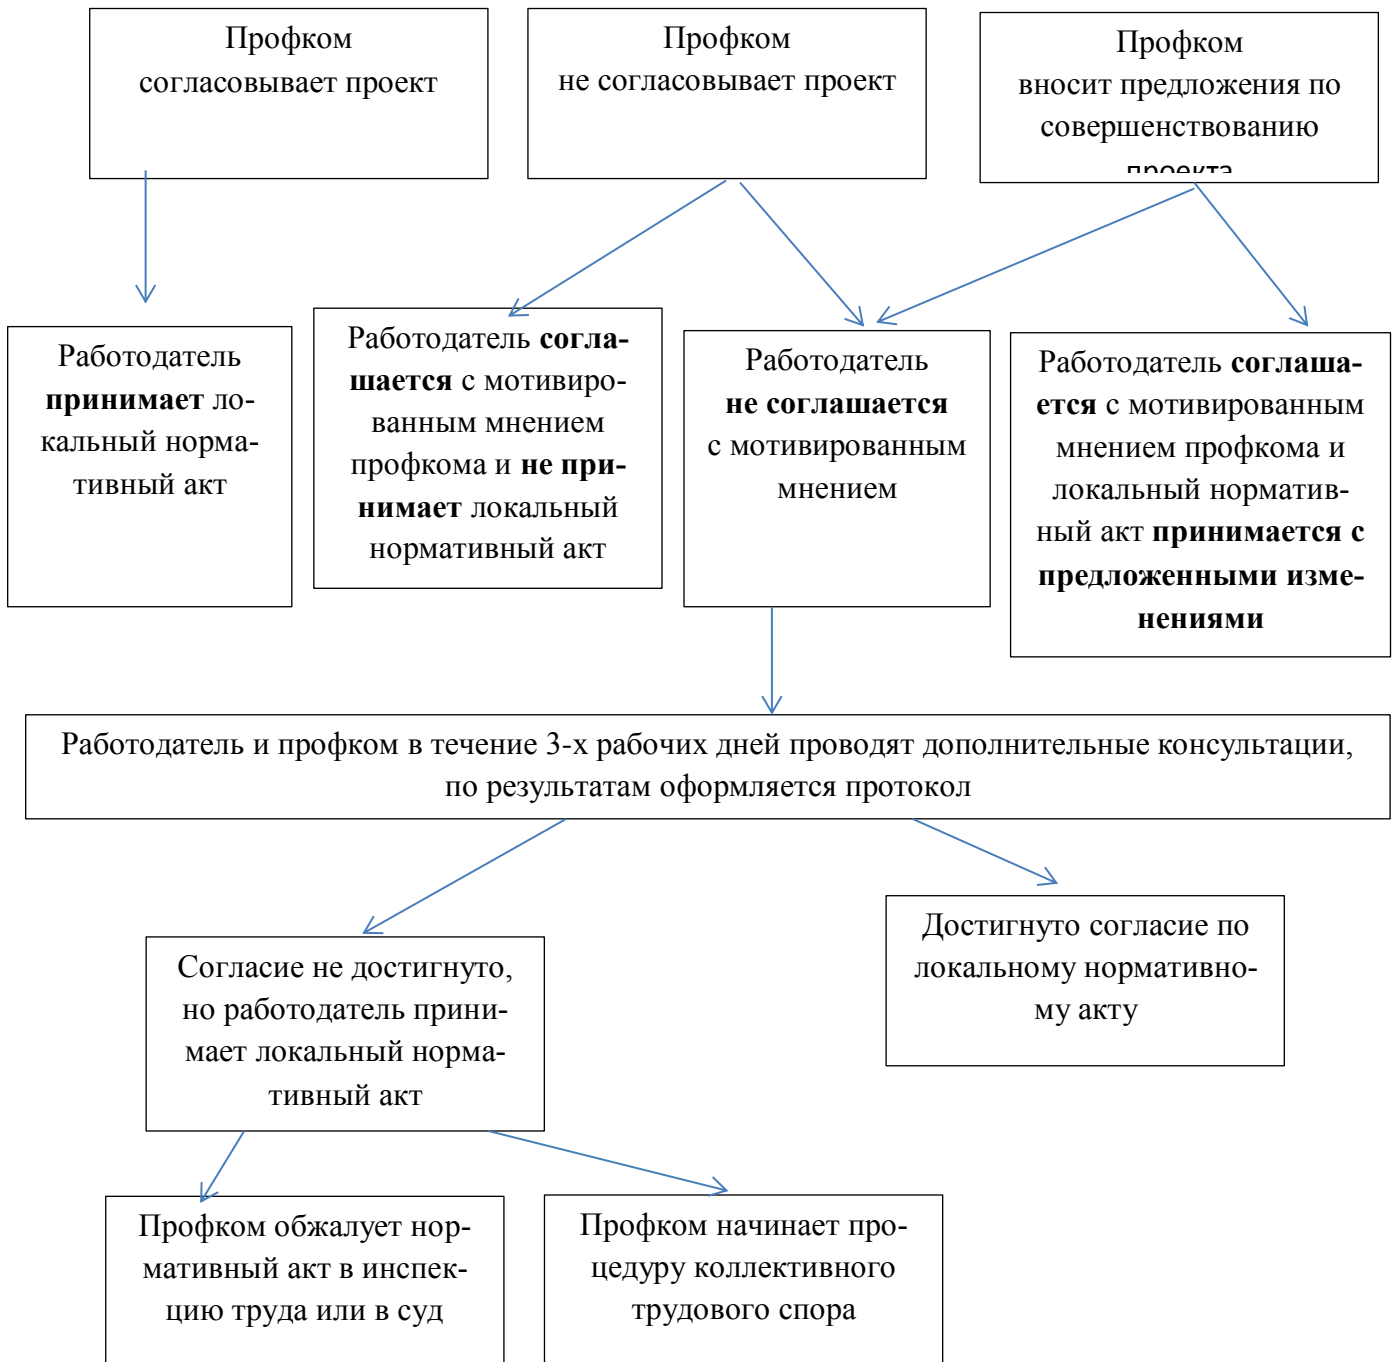 Профком
согласовывает проект
Профком
не согласовывает проект
Профком
вносит предложения по
совершенствованию
проекта
Работодатель
принимает ло-
кальный норма-
тивный акт
Работодатель согла-
шается с мотивиро-
ванным мнением
профкома и не при-
нимает локальный
нормативный акт
Работодатель
не соглашается
с мотивированным
мнением
Работодатель соглаша-
ется с мотивированным
мнением профкома и
локальный норматив-
ный акт принимается с
предложенными изме-
нениями
Работодатель и профком в течение 3-х рабочих дней проводят дополнительные консультации,
по результатам оформляется протокол
Согласие не достигнуто,
но работодатель прини-
мает локальный норма-
тивный акт
Достигнуто согласие по
локальному нормативно-
му акту
Профком обжалует нор-
мативный акт в инспек-
цию труда или в суд
Профком начинает про-
цедуру коллективного
трудового спора